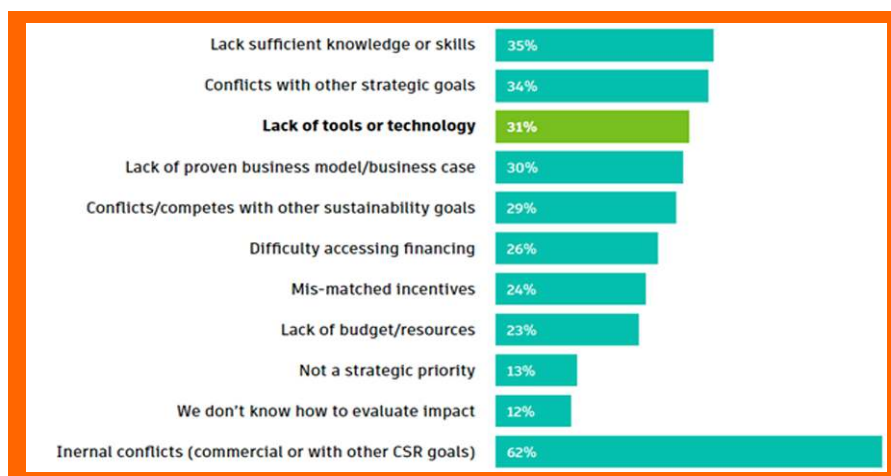 Lack sufficient knowledge or skills 35%
Conflicts with other strategic goals 34%
Lack of tools or technology 31%
Lack of proven business model/business case 30%
Conflicts/competes with other sustainability goals 29%
Difficulty accessing financing 26%
Mis-matched incentives 24%
Lack of budget/resources 23%
Not a strategic priority 13%
We don't know how to evaluate impact 12%
Inernal conflicts (commercial or with other CSR goals) 62%